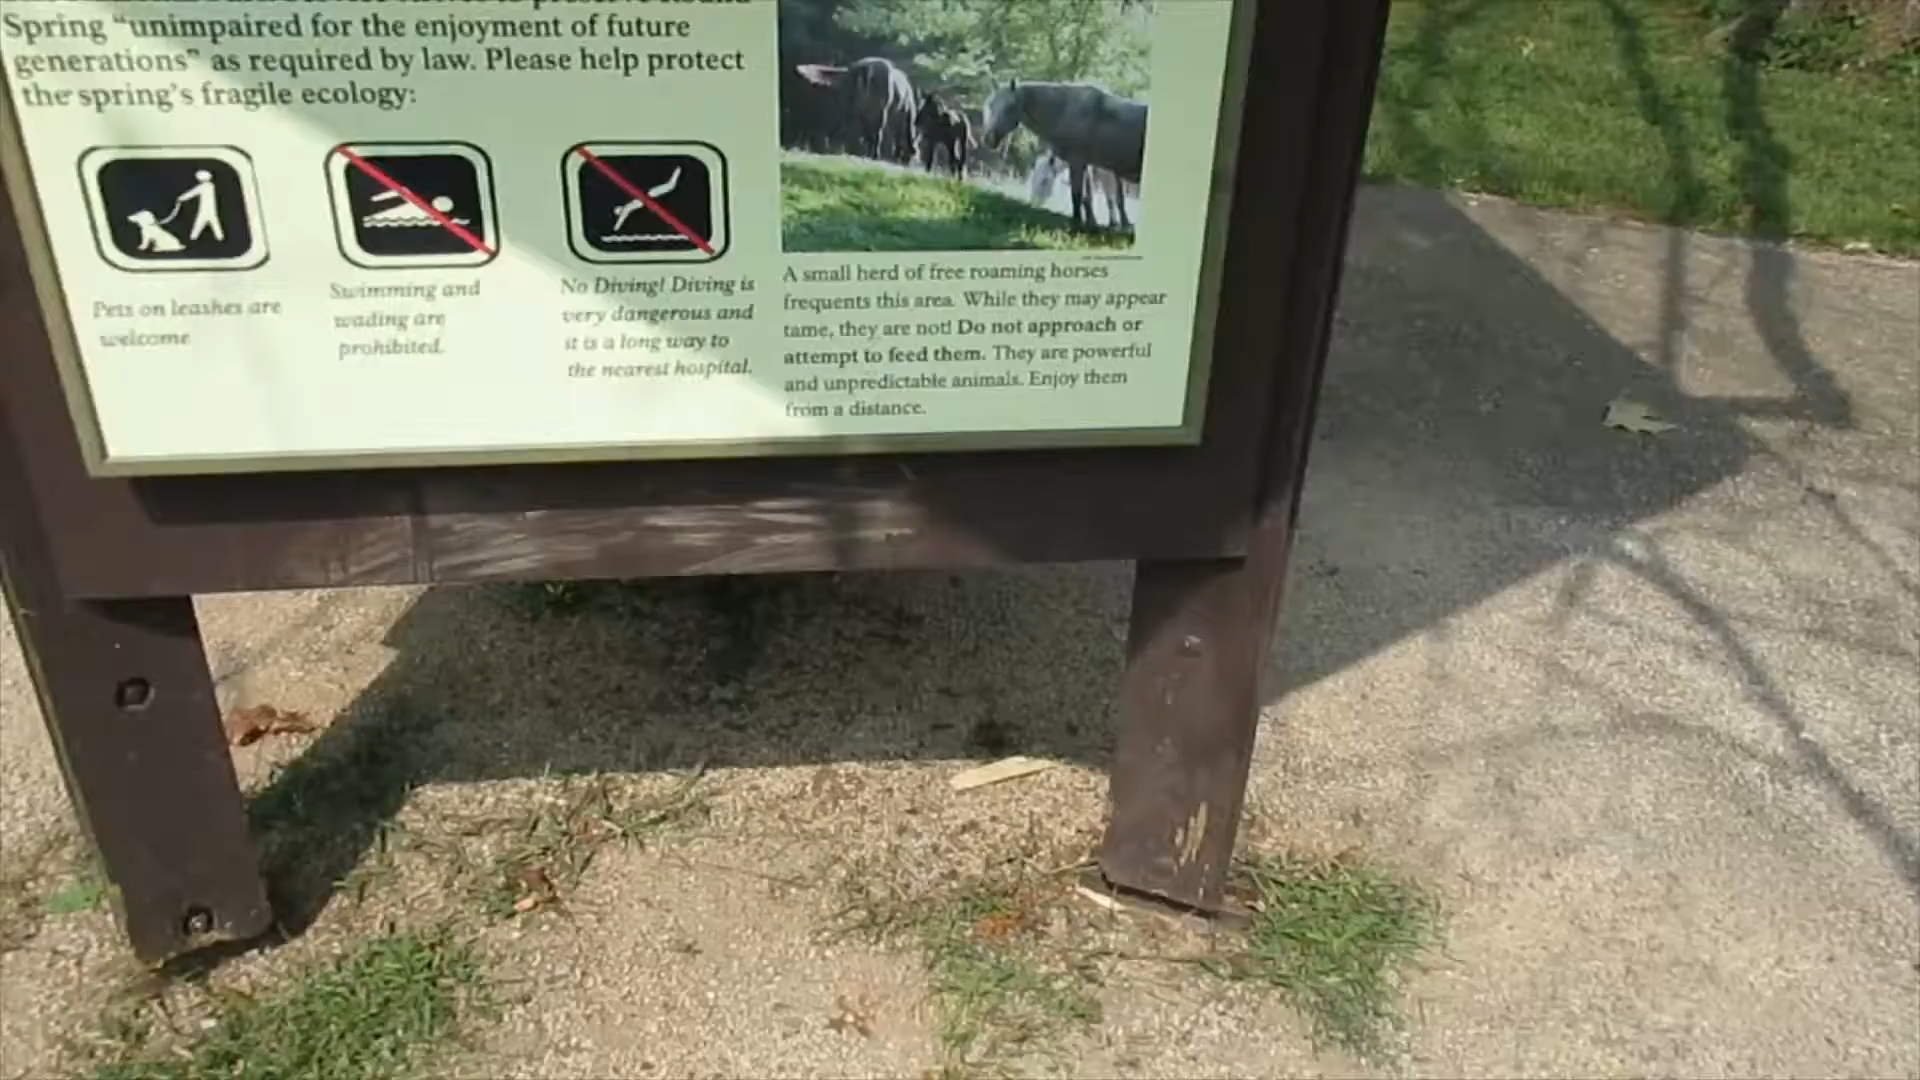 Spring “unimpaired for the enjoyment of future
generations” as required by law. Please help protect
the spring’s fragile ecology:
Pets on leashes are
welcome
Swimming and
wading are
prohibited.
No Diving! Diving is
very dangerous and
it is a long way to
the nearest hospital.
A small herd of free roaming horses
frequents this area. While they may appear
tame, they are not! Do not approach or
attempt to feed them. They are powerful
and unpredictable animals. Enjoy them
from a distance.